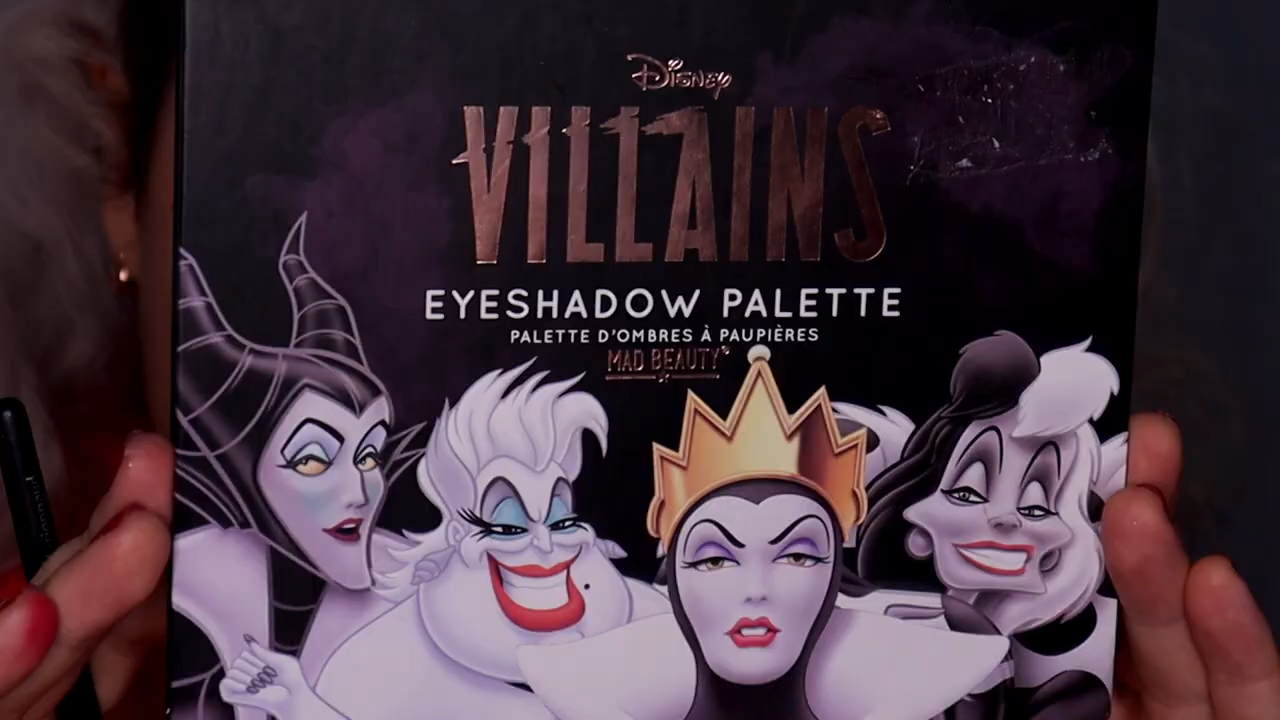 Disney
VILLAINS
EYESHADOW PALETTE
PALETTE D'OMBRES À PAUPIÈRES
MAD BEAUTY